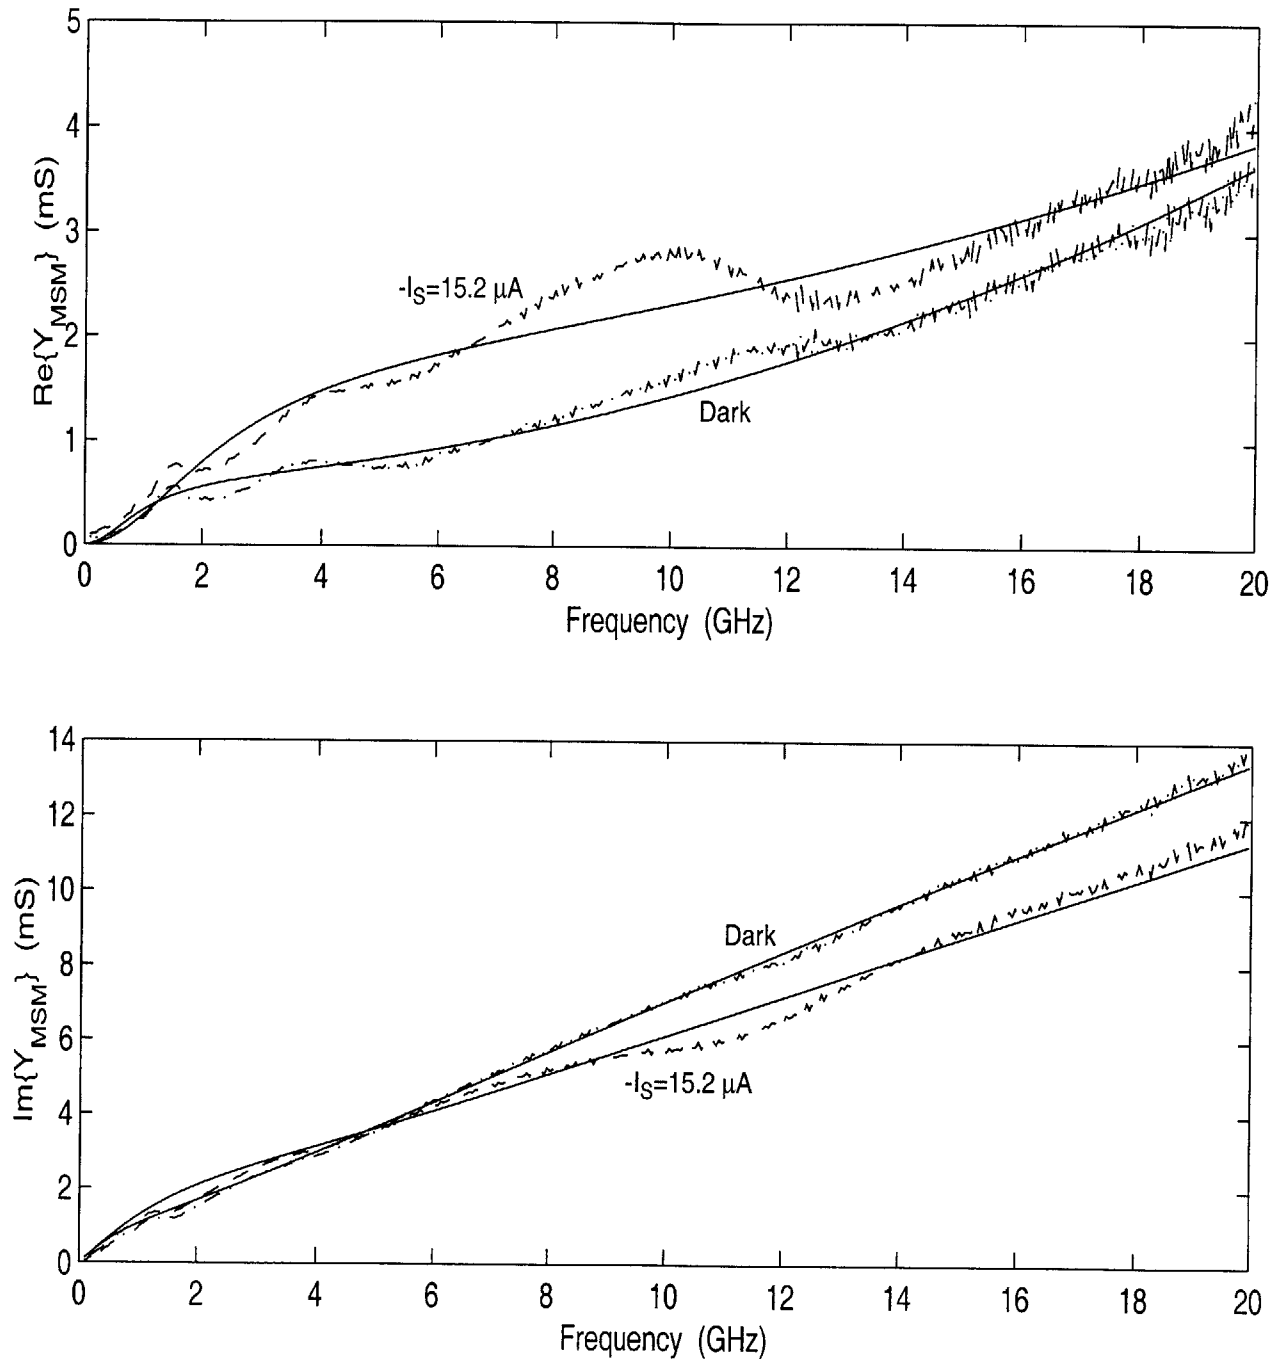 5
4
3
2
1
0
Re{Y_MSM} (mS)
-I_S=15.2 μA
Dark
0 2 4 6 8 10 12 14 16 18 20
Frequency (GHz)
14
12
10
8
6
4
2
0
Im{Y_MSM} (mS)
Dark
-I_S=15.2 μA
0 2 4 6 8 10 12 14 16 18 20
Frequency (GHz)